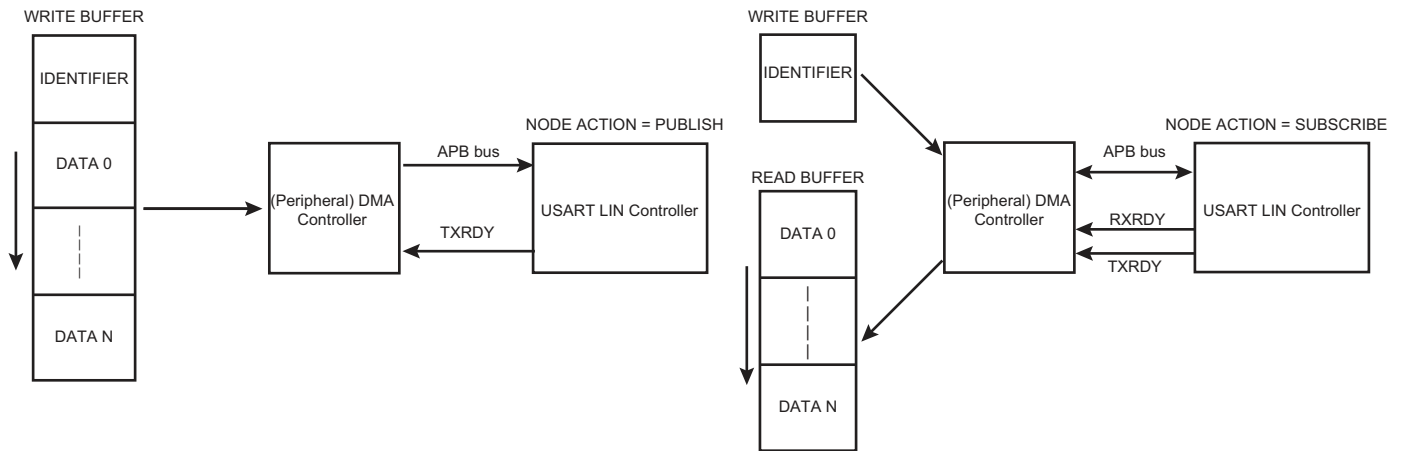 WRITE BUFFER
IDENTIFIER
DATA 0
DATA N
(Peripheral) DMA
Controller
APB bus
TXRDY
NODE ACTION = PUBLISH
USART LIN Controller
WRITE BUFFER
IDENTIFIER
READ BUFFER
DATA 0
DATA N
(Peripheral) DMA
Controller
APB bus
RXRDY
TXRDY
NODE ACTION = SUBSCRIBE
USART LIN Controller